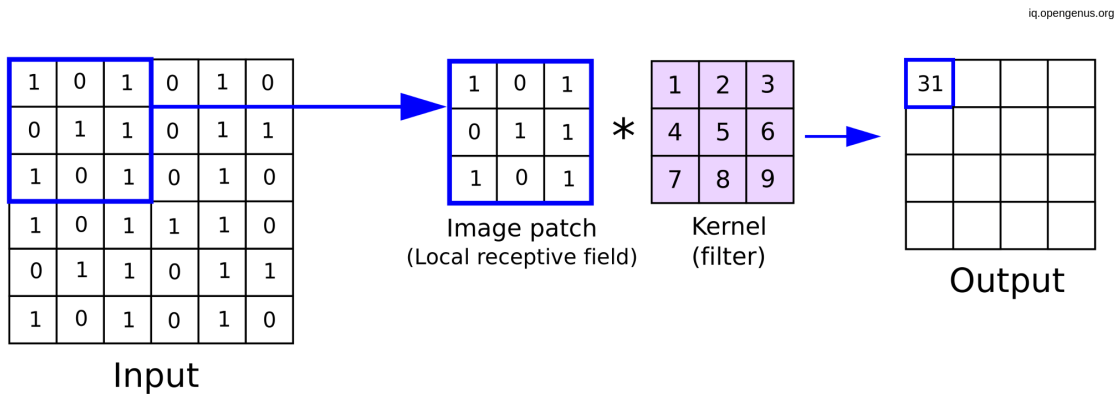 iq.opengenus.org
1 0 1 0 1 0
0 1 1 0 1 1
1 0 1 0 1 0
1 0 1 1 1 0
0 1 1 0 1 1
1 0 1 0 1 0
Input
1 0 1
0 1 1
1 0 1
Image patch
(Local receptive field)
*
1 2 3
4 5 6
7 8 9
Kernel
(filter)
31
Output